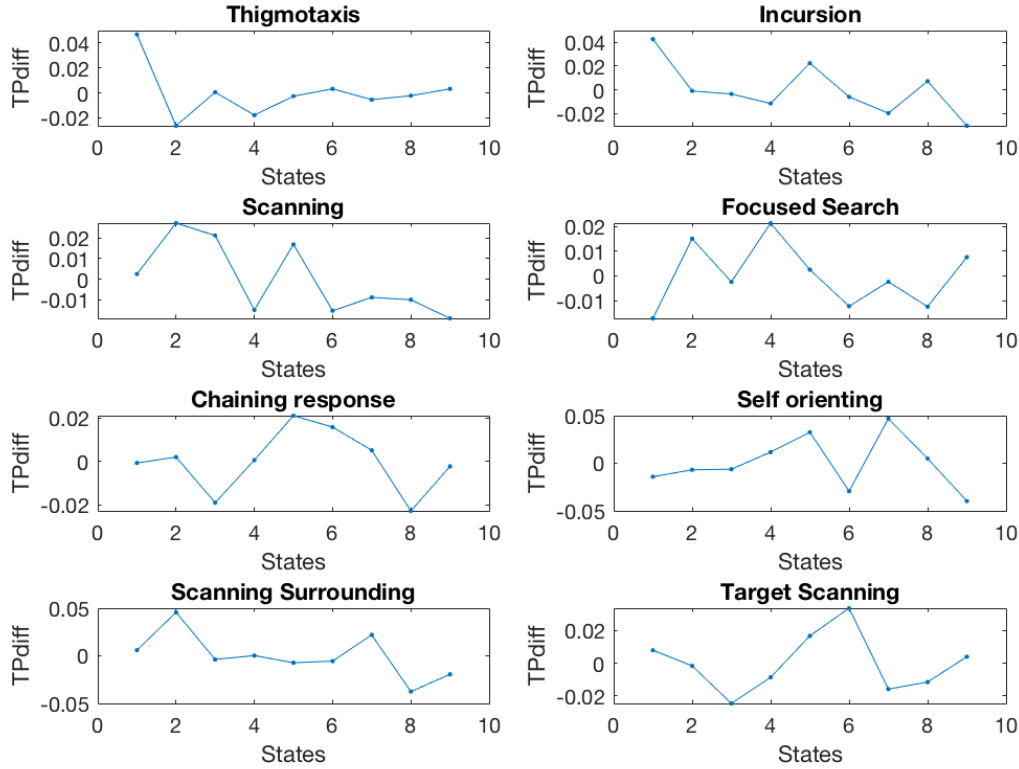 Thigmotaxis
TPdiff
0.04
0.02
0
-0.02
0 2 4 6 8 10
States
Incursion
TPdiff
0.04
0.02
0
-0.02
0 2 4 6 8 10
States
Scanning
TPdiff
0.02
0.01
0
-0.01
0 2 4 6 8 10
States
Focused Search
TPdiff
0.02
0.01
0
-0.01
0 2 4 6 8 10
States
Chaining response
TPdiff
0.02
0
-0.02
0 2 4 6 8 10
States
Self orienting
TPdiff
0.05
0
-0.05
0 2 4 6 8 10
States
Scanning Surrounding
TPdiff
0.05
0
-0.05
0 2 4 6 8 10
States
Target Scanning
TPdiff
0.02
0
-0.02
0 2 4 6 8 10
States